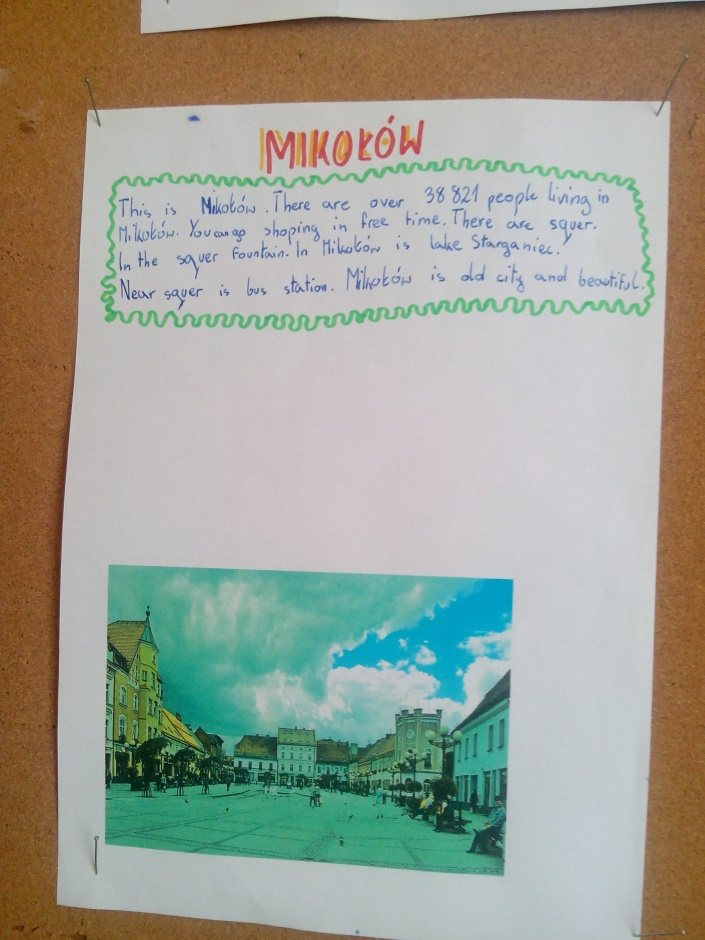 MIKOŁÓW
This is Mikołów. There are over 38 821 people living in
Mikołów. You can go shoping in free time. There are squer.
In the squer fountain. In Mikołów is lake Starganiec.
Near squer is bus station. Mikołów is old city and beautiful.